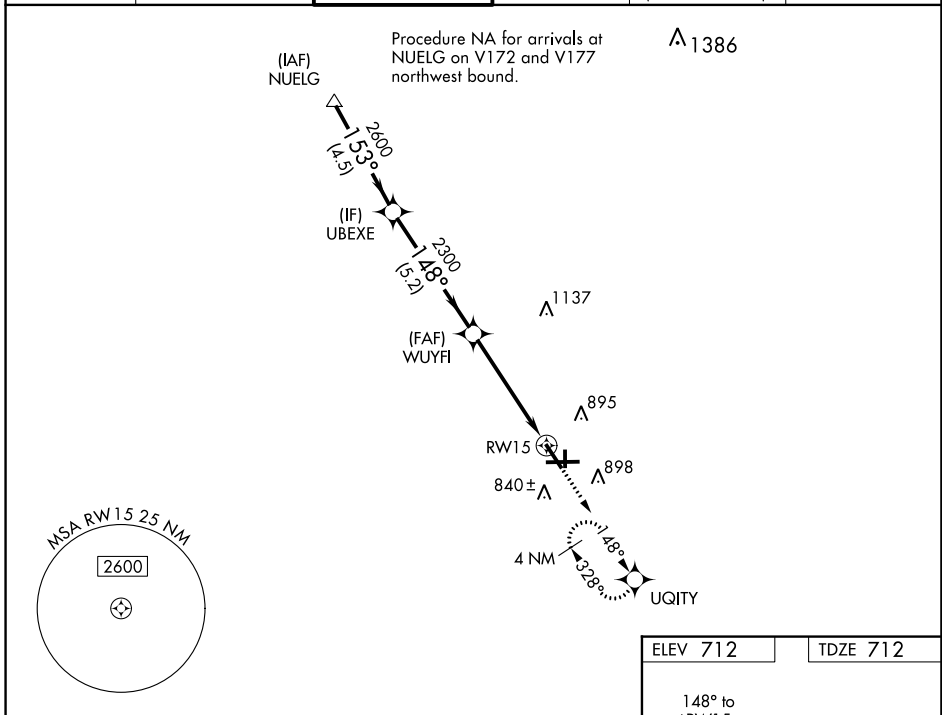 Procedure NA for arrivals at
NUELG on V172 and V177
northwest bound.
1386
(IAF)
NUELG
2600
153°
(4.5)
(IF)
UBEXE
2300
148°
(5.2)
1137
(FAF)
WUYFI
895
RW15
898
840±
MSA RW15 25 NM
2600
4 NM
148°
328°
UQITY
ELEV 712
TDZE 712
148° to